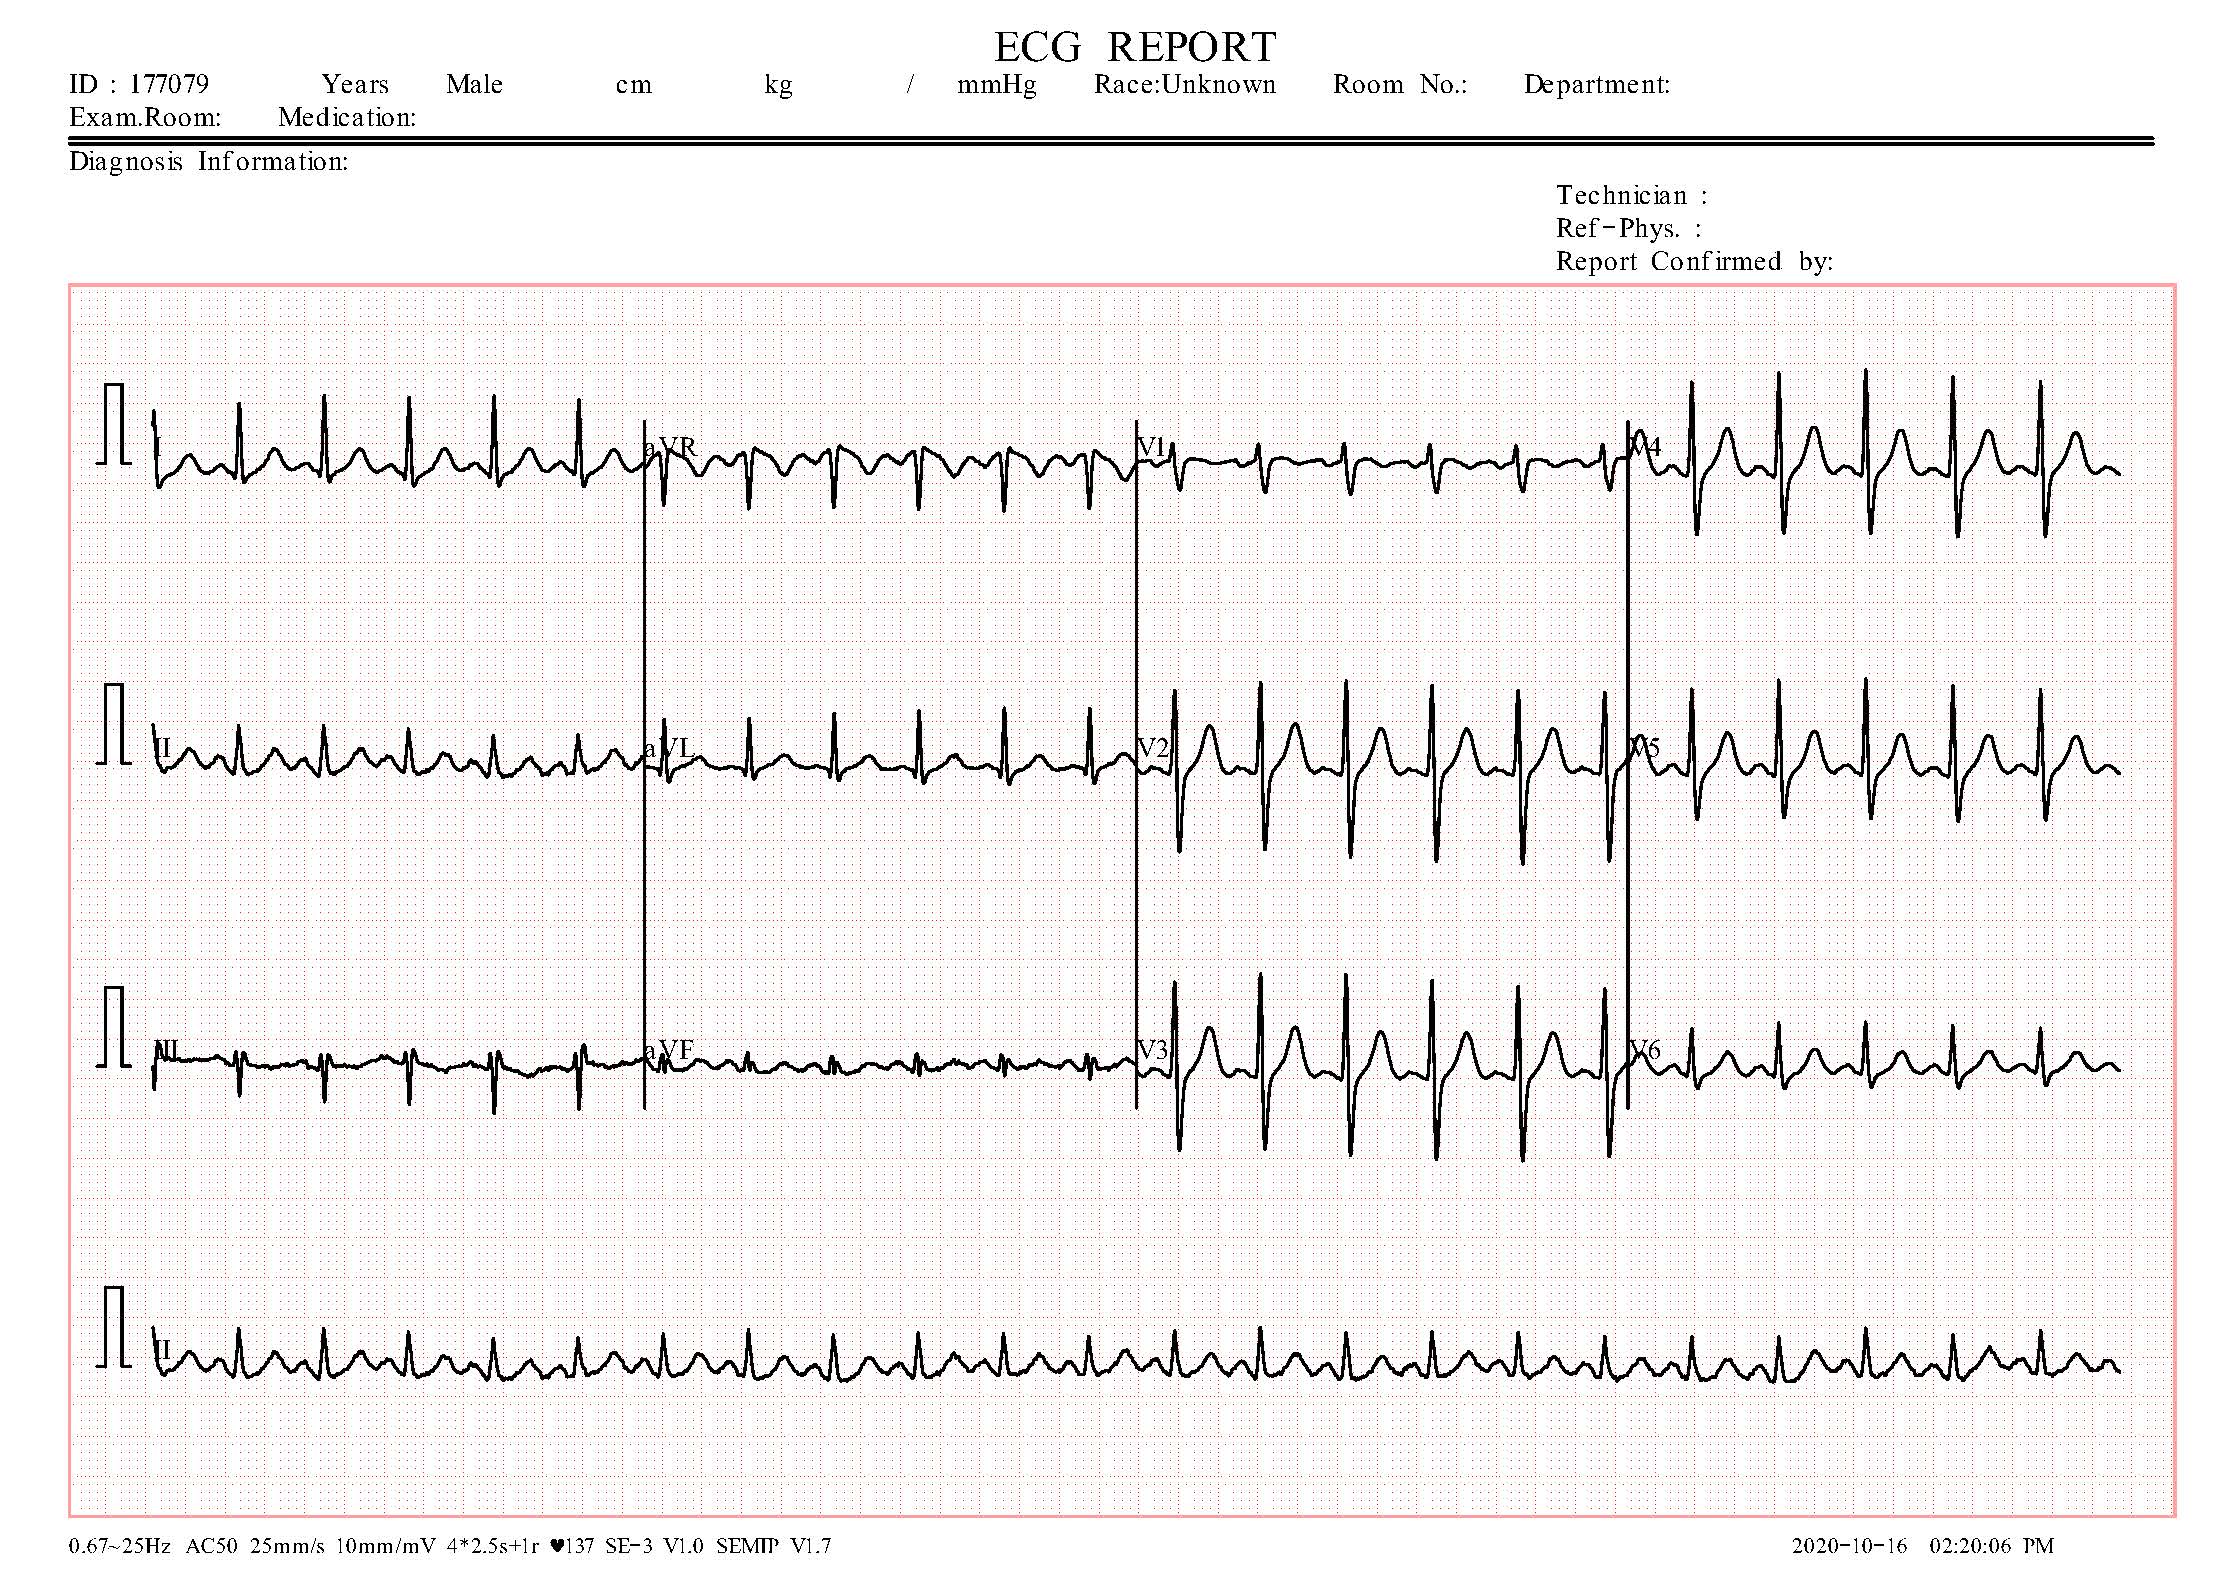 ECG REPORT
ID : 177079 Years Male cm kg / mmHg Race:Unknown Room No.: Department:
Exam.Room: Medication:
Diagnosis Information:
Technician :
Ref-Phys. :
Report Confirmed by:
aVR V1 V4
II aVL V2 V5
III aVF V3 V6
II
0.67~25Hz AC50 25mm/s 10mm/mV 4*2.5s+1r ♥137 SE-3 V1.0 SEMIP V1.7 2020-10-16 02:20:06 PM